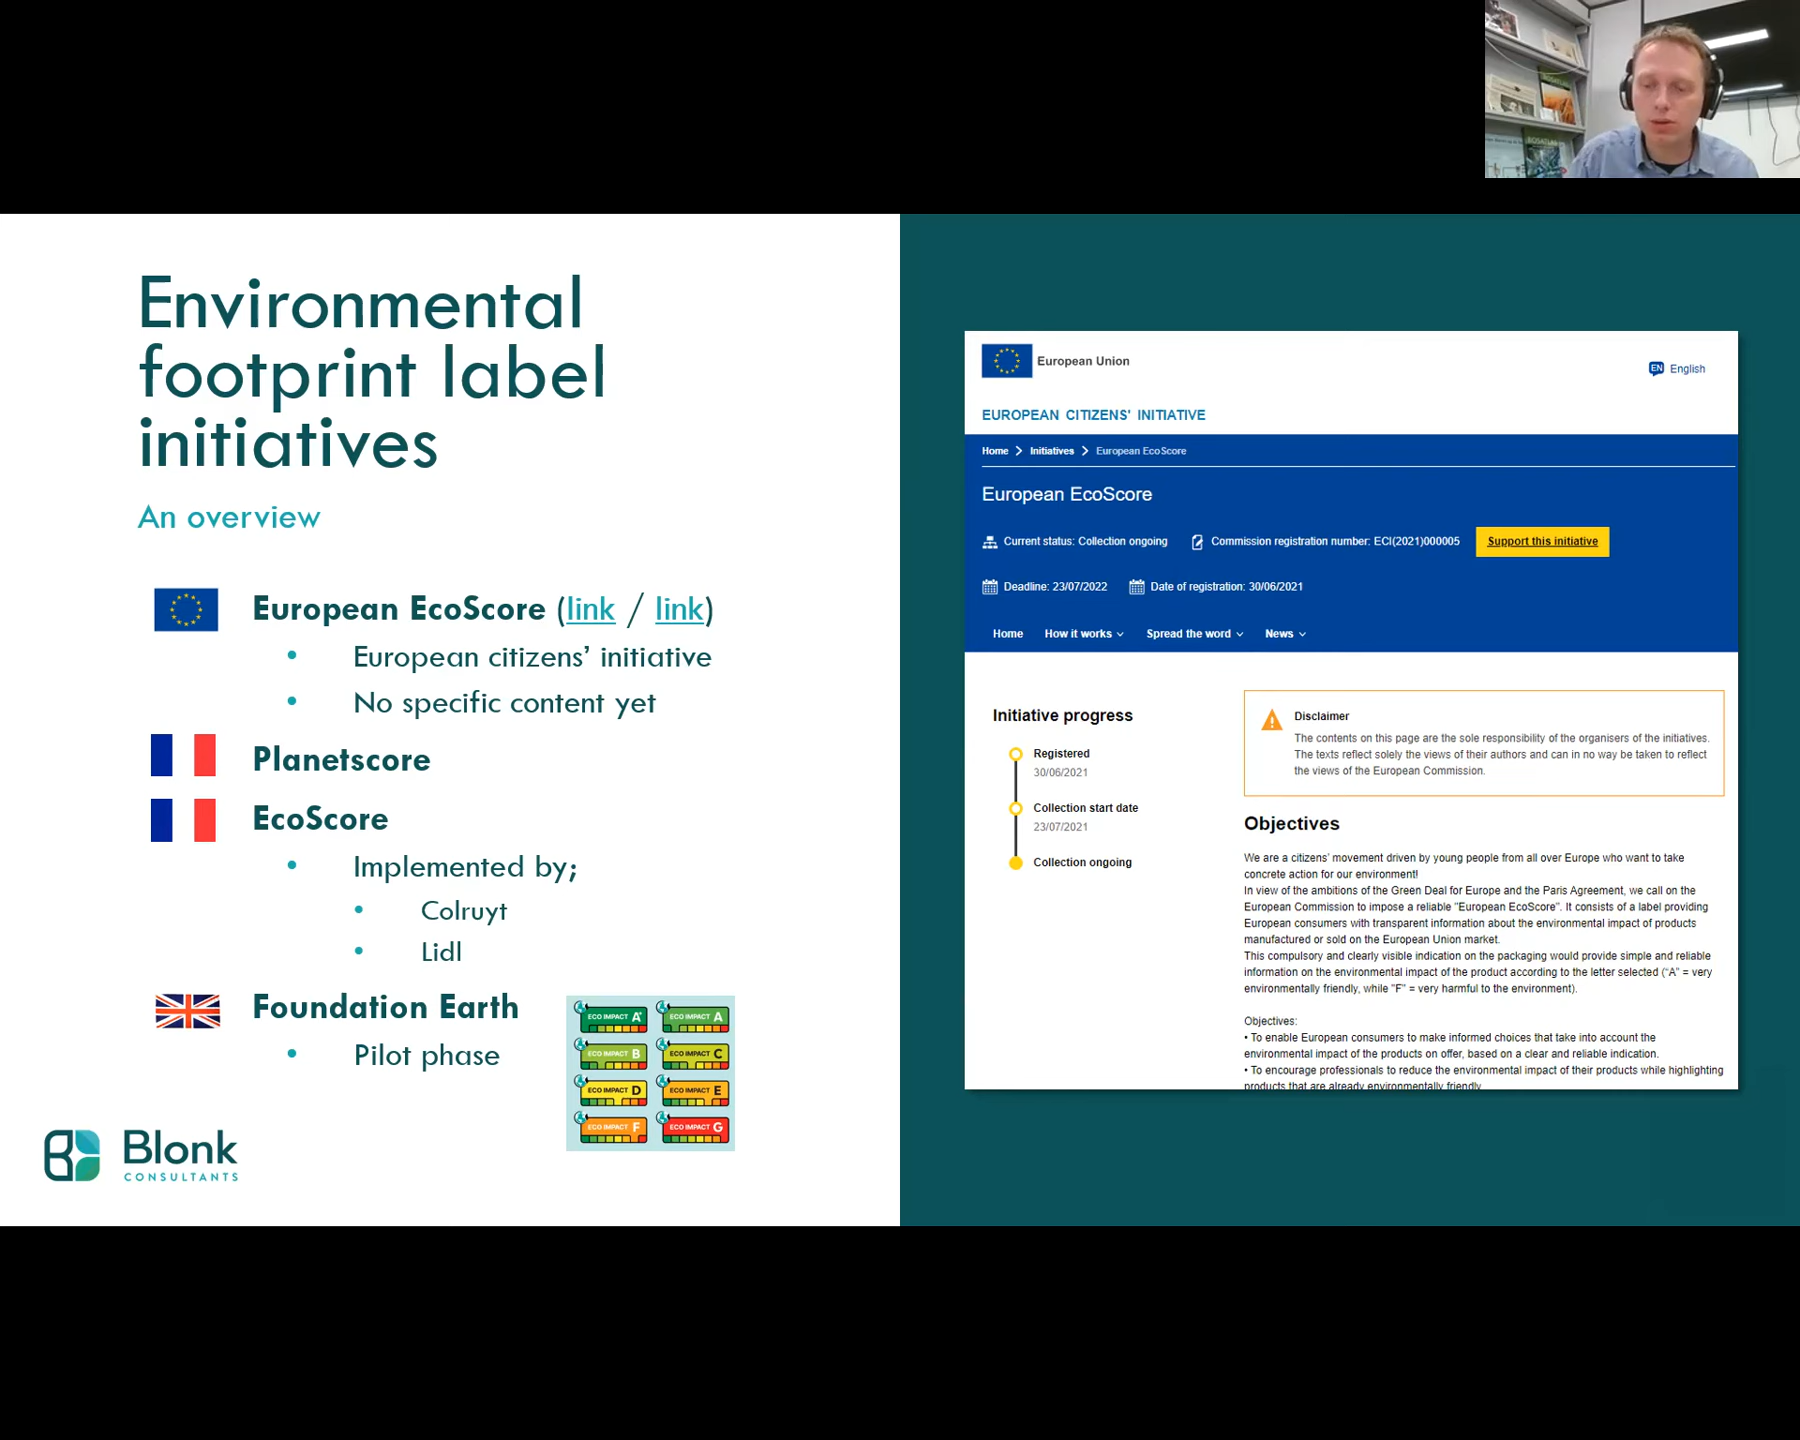 Environmental
footprint label
initiatives
An overview
European EcoScore (link / link)
• European citizens’ initiative
• No specific content yet
Planetscore
EcoScore
• Implemented by;
• Colruyt
• Lidl
Foundation Earth
• Pilot phase
ECO IMPACT A+
ECO IMPACT A
ECO IMPACT B
ECO IMPACT C
ECO IMPACT D
ECO IMPACT E
ECO IMPACT F
ECO IMPACT G
Blonk
CONSULTANTS
European Union
EN English
EUROPEAN CITIZENS' INITIATIVE
Home > Initiatives > European EcoScore
European EcoScore
Current status: Collection ongoing Commission registration number: ECI(2021)000005 Support this initiative
Deadline: 23/07/2022 Date of registration: 30/06/2021
Home How it works Spread the word News
Initiative progress
Registered
30/06/2021
Collection start date
23/07/2021
Collection ongoing
Disclaimer
The contents on this page are the sole responsibility of the organisers of the initiatives.
The texts reflect solely the views of their authors and can in no way be taken to reflect
the views of the European Commission.
Objectives
We are a citizens' movement driven by young people from all over Europe who want to take
concrete action for our environment!
In view of the ambitions of the Green Deal for Europe and the Paris Agreement, we call on the
European Commission to impose a reliable "European EcoScore". It consists of a label providing
European consumers with transparent information about the environmental impact of products
manufactured or sold on the European Union market.
This compulsory and clearly visible indication on the packaging would provide simple and reliable
information on the environmental impact of the product according to the letter selected ("A" = very
environmentally friendly, while "F" = very harmful to the environment).
Objectives:
• To enable European consumers to make informed choices that take into account the
environmental impact of the products on offer, based on a clear and reliable indication.
• To encourage professionals to reduce the environmental impact of their products while highlighting
products that are already environmentally friendly